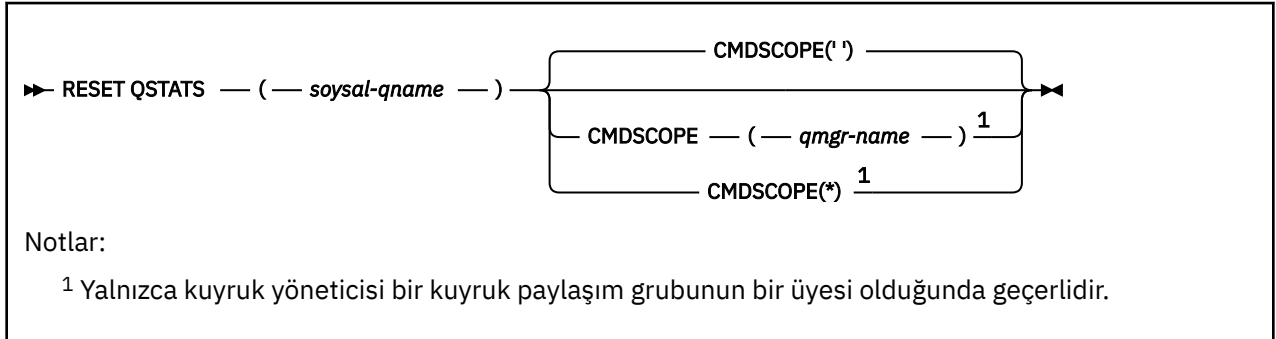 CMDSCOPE(' ')
RESET QSTATS ( soysal-qname )
CMDSCOPE ( qmgr-name ) 1
CMDSCOPE(*) 1
Notlar:
1 Yalnızca kuyruk yöneticisi bir kuyruk paylaşım grubunun bir üyesi olduğunda geçerlidir.